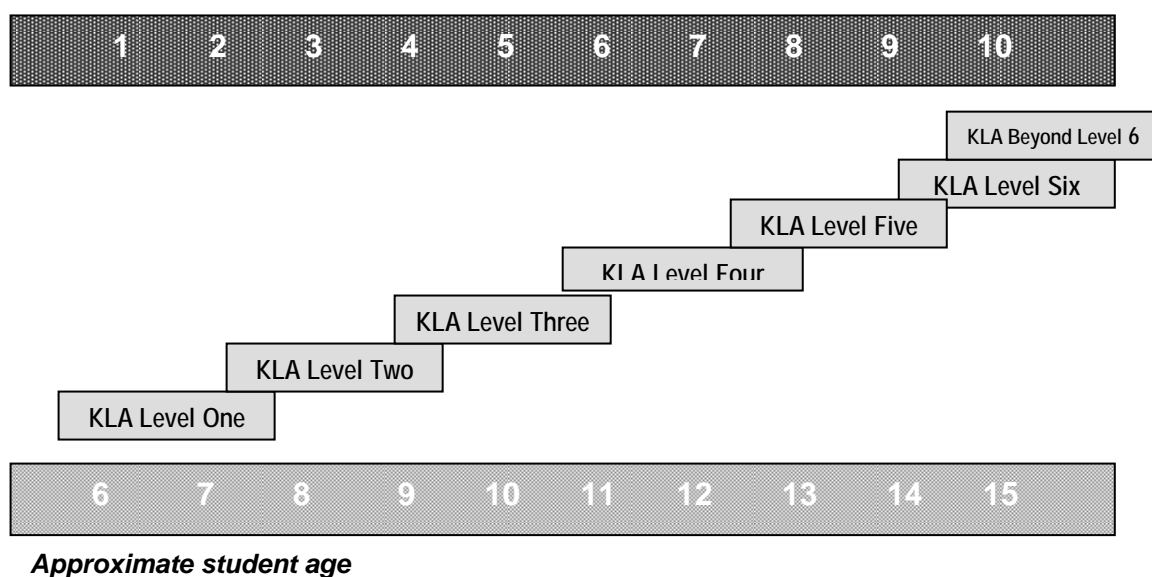 1 2 3 4 5 6 7 8 9 10
KLA Beyond Level 6
KLA Level Six
KLA Level Five
KLA Level Four
KLA Level Three
KLA Level Two
KLA Level One
6 7 8 9 10 11 12 13 14 15
Approximate student age